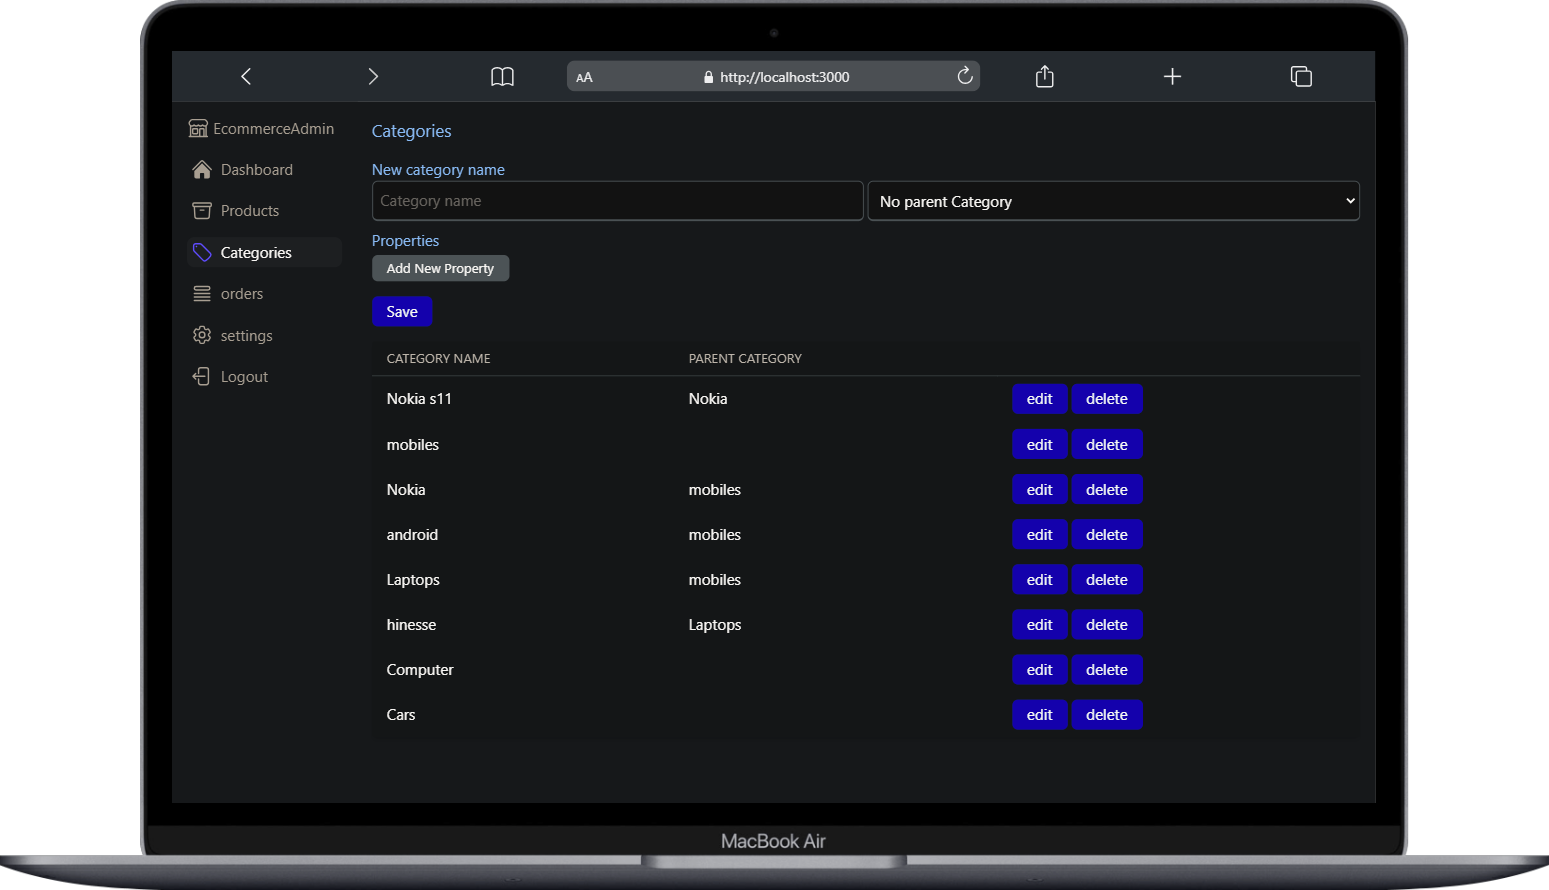 AA http://localhost:3000
EcommerceAdmin
Dashboard
Products
Categories
orders
settings
Logout
Categories
New category name
Category name No parent Category
Properties
Add New Property
Save
CATEGORY NAME PARENT CATEGORY
Nokia s11 Nokia edit delete
mobiles edit delete
Nokia mobiles edit delete
android mobiles edit delete
Laptops mobiles edit delete
hinesse Laptops edit delete
Computer edit delete
Cars edit delete
MacBook Air